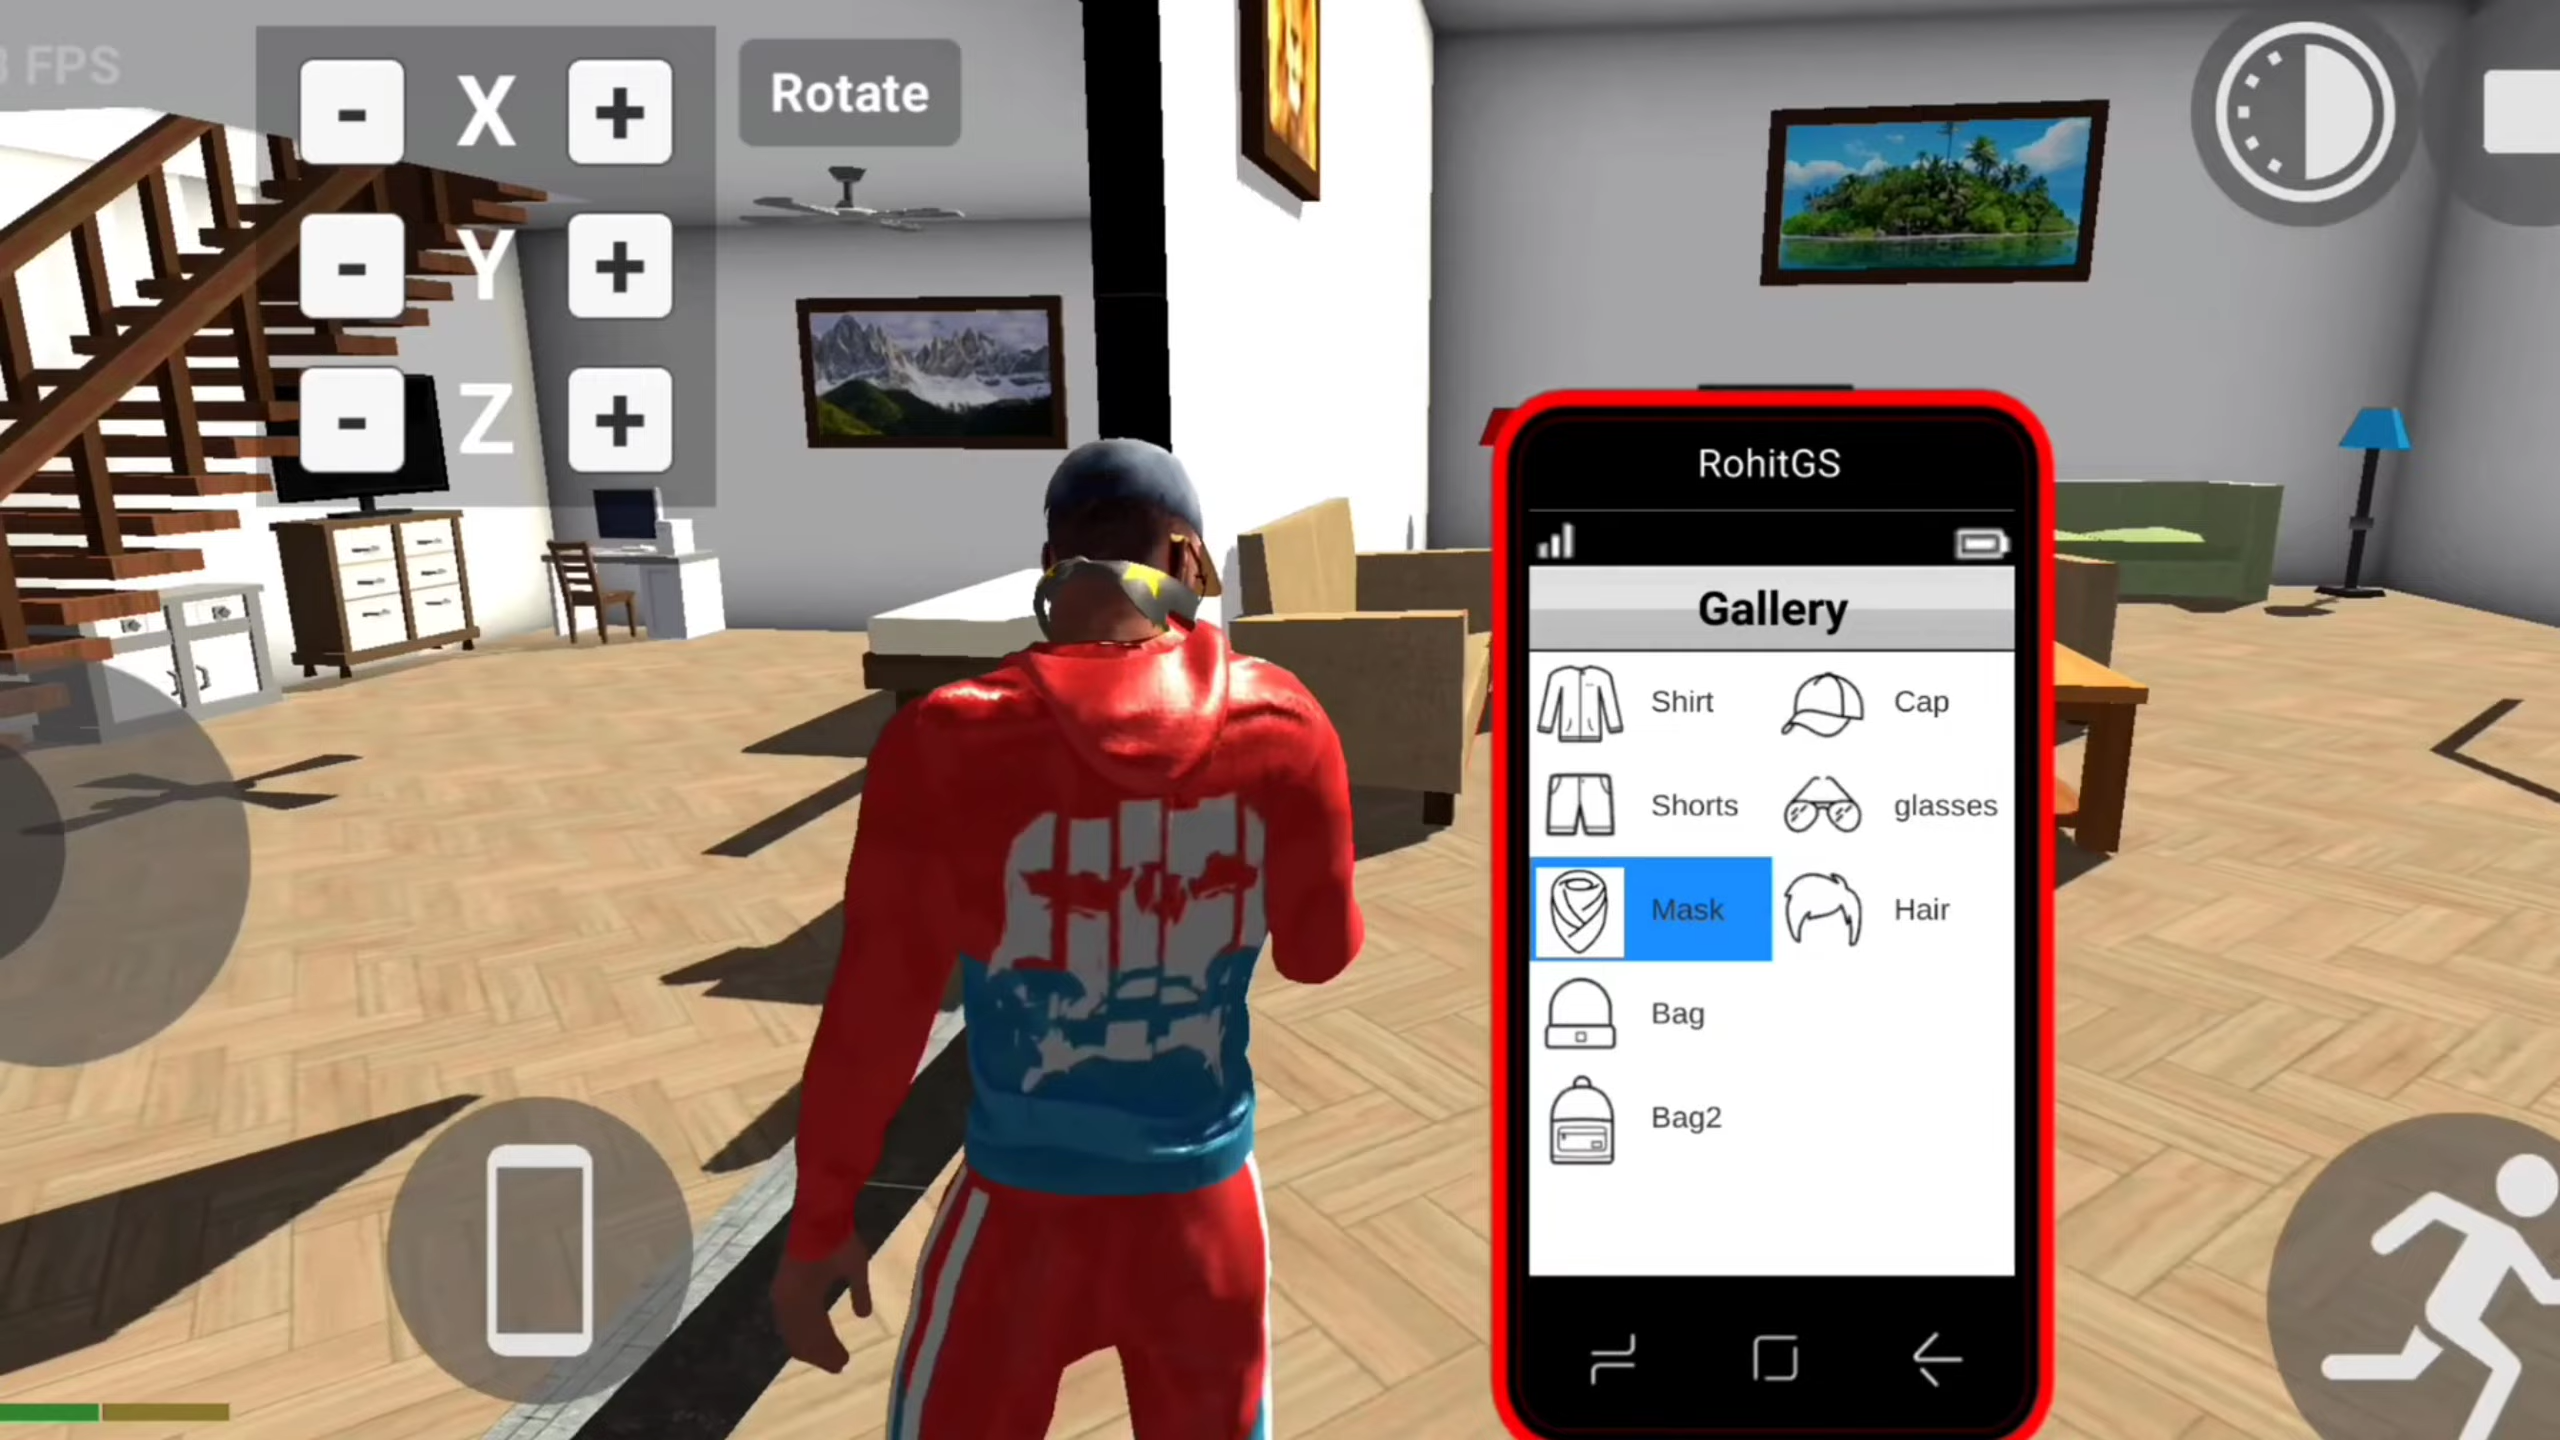 FPS
- X +
Rotate
- Y +
- Z +
RohitGS
Gallery
Shirt
Cap
Shorts
glasses
Mask
Hair
Bag
Bag2